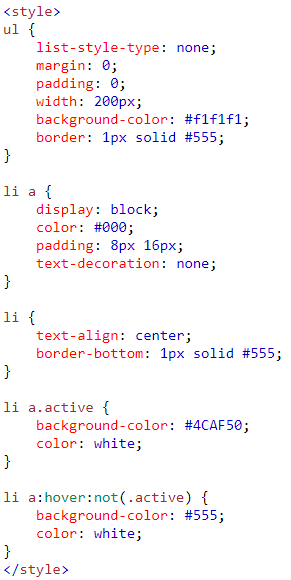 <style>
ul {
    list-style-type: none;
    margin: 0;
    padding: 0;
    width: 200px;
    background-color: #f1f1f1;
    border: 1px solid #555;
}

li a {
    display: block;
    color: #000;
    padding: 8px 16px;
    text-decoration: none;
}

li {
    text-align: center;
    border-bottom: 1px solid #555;
}

li a.active {
    background-color: #4CAF50;
    color: white;
}

li a:hover:not(.active) {
    background-color: #555;
    color: white;
}
</style>